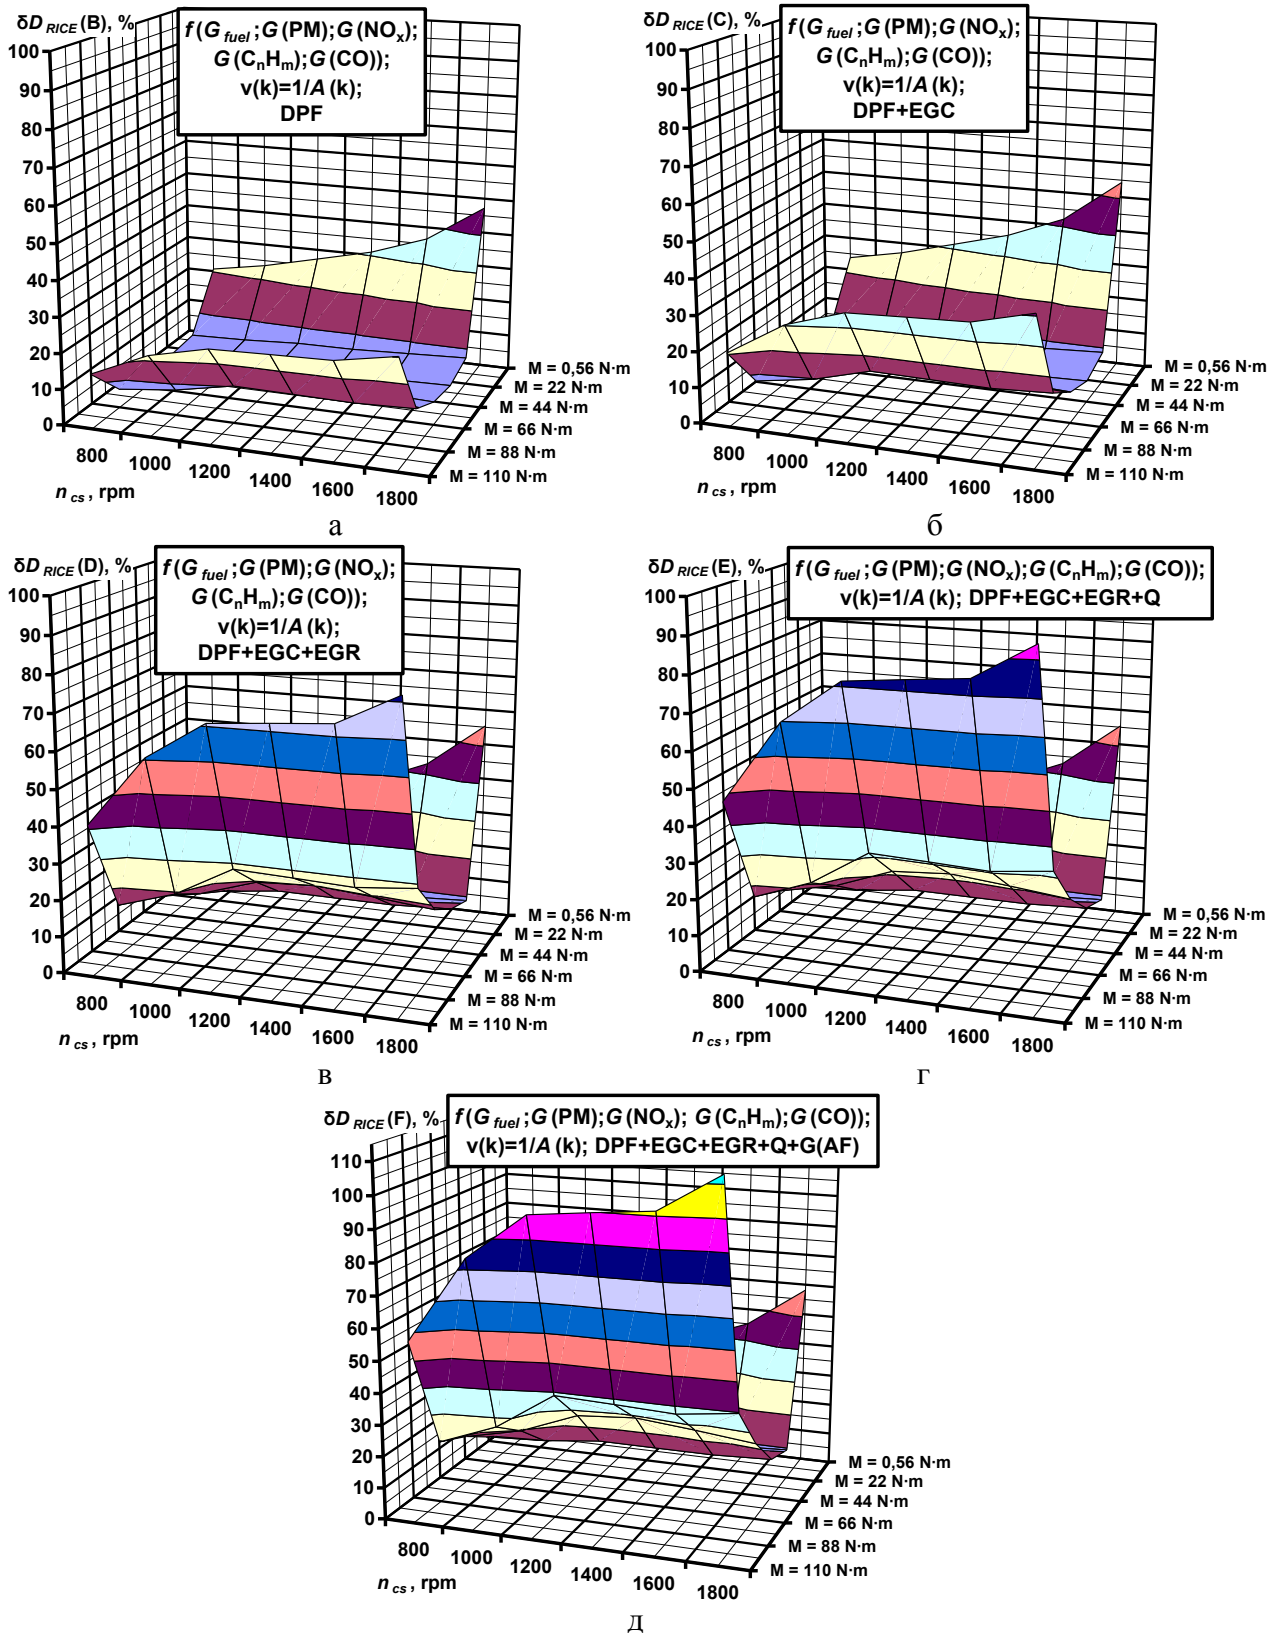 δD RICE (B), %
f(G fuel ;G(PM);G(NOx);
G(CnHm);G(CO));
v(k)=1/A(k);
DPF
100
90
80
70
60
50
40
30
20
10
0
800
1000
1200
1400
1600
1800
n cs , rpm
M = 0,56 N·m
M = 22 N·m
M = 44 N·m
M = 66 N·m
M = 88 N·m
M = 110 N·m
а
δD RICE (C), %
f(G fuel ;G(PM);G(NOx);
G(CnHm);G(CO));
v(k)=1/A(k);
DPF+EGC
100
90
80
70
60
50
40
30
20
10
0
800
1000
1200
1400
1600
1800
n cs , rpm
M = 0,56 N·m
M = 22 N·m
M = 44 N·m
M = 66 N·m
M = 88 N·m
M = 110 N·m
б
δD RICE (D), %
f(G fuel ;G(PM);G(NOx);
G(CnHm);G(CO));
v(k)=1/A(k);
DPF+EGC+EGR
100
90
80
70
60
50
40
30
20
10
0
800
1000
1200
1400
1600
1800
n cs , rpm
M = 0,56 N·m
M = 22 N·m
M = 44 N·m
M = 66 N·m
M = 88 N·m
M = 110 N·m
в
δD RICE (E), %
f(G fuel ;G(PM);G(NOx);G(CnHm);G(CO));
v(k)=1/A(k); DPF+EGC+EGR+Q
100
90
80
70
60
50
40
30
20
10
0
800
1000
1200
1400
1600
1800
n cs , rpm
M = 0,56 N·m
M = 22 N·m
M = 44 N·m
M = 66 N·m
M = 88 N·m
M = 110 N·m
г
δD RICE (F), %
f(G fuel ;G(PM);G(NOx); G(CnHm);G(CO));
v(k)=1/A(k); DPF+EGC+EGR+Q+G(AF)
110
100
90
80
70
60
50
40
30
20
10
0
800
1000
1200
1400
1600
1800
n cs , rpm
M = 0,56 N·m
M = 22 N·m
M = 44 N·m
M = 66 N·m
M = 88 N·m
M = 110 N·m
д